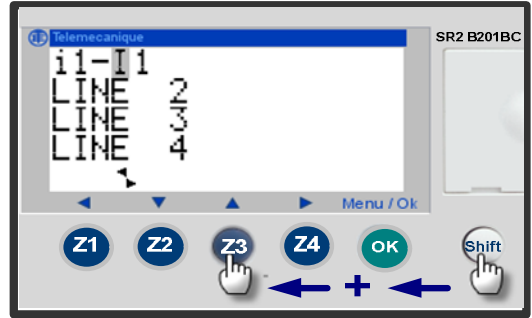 Telemecanique
SR2 B201BC
i1-I1
LINE 2
LINE 3
LINE 4
Menu / Ok
Z1 Z2 Z3 Z4 OK Shift
+